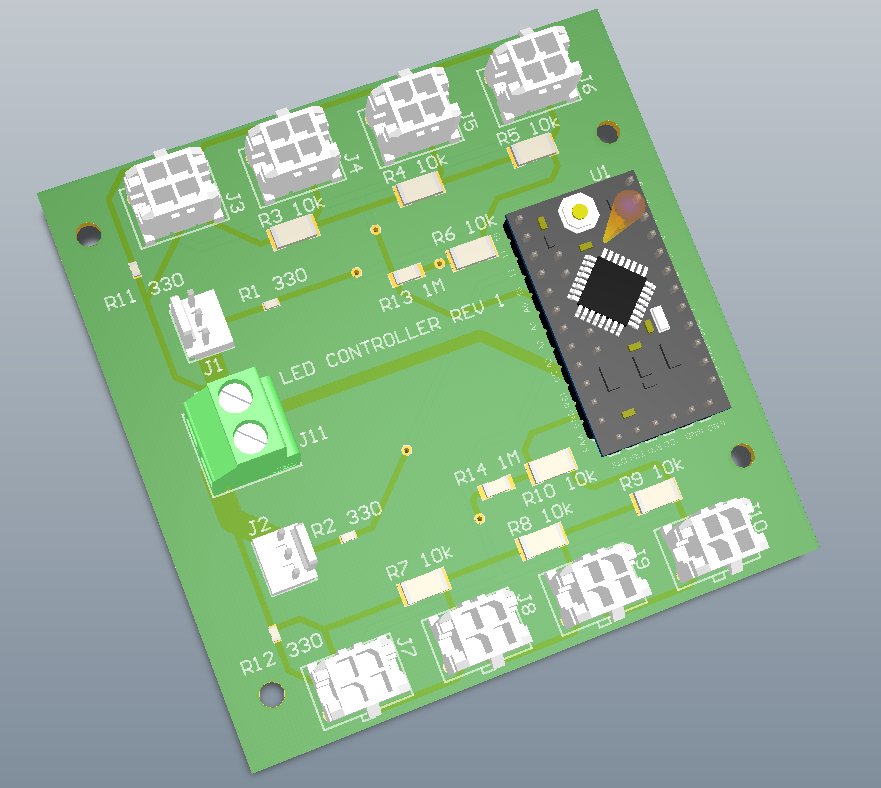 J6
R5 10k
J5
R4 10k
U1
J4
R3 10k
J3
R6 10k
R11 330
R1 330
R13 1M
LED CONTROLLER REV 1
J1
J11
R14 1M
R10 10k
R9 10k
J2
R2 330
R8 10k
J10
R7 10k
J9
J8
R12 330
J7